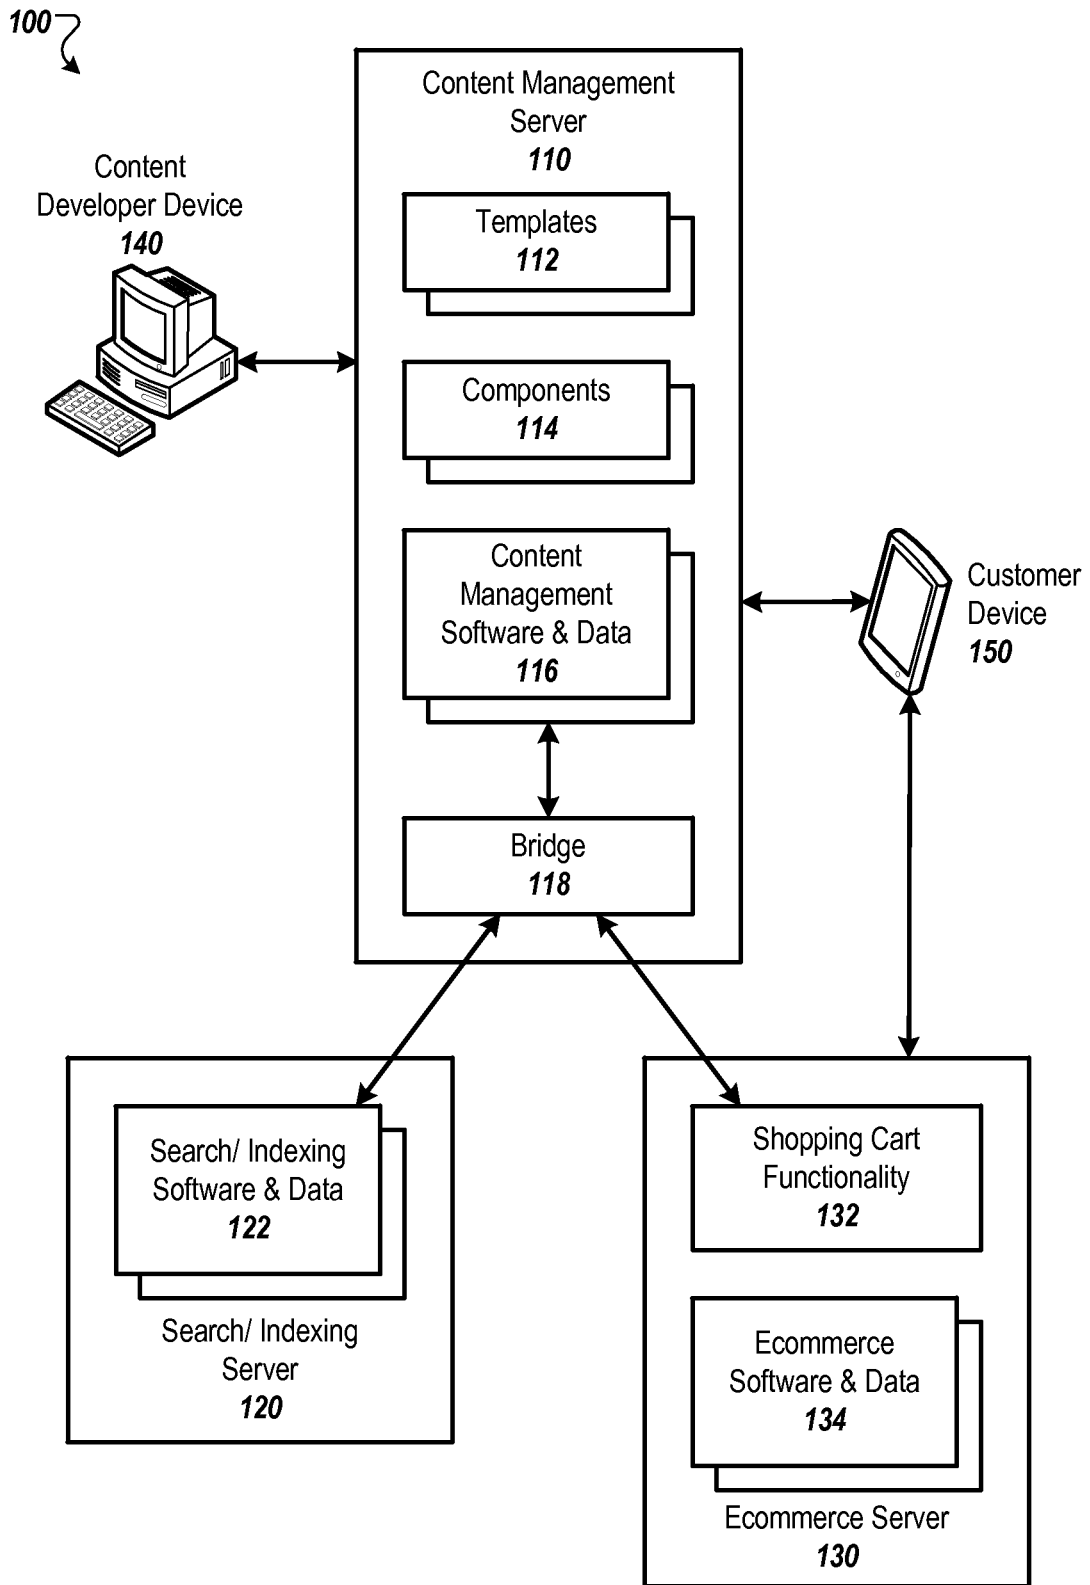 100
Content Management
Server
110
Templates
112
Components
114
Content
Management
Software & Data
116
Bridge
118
Content
Developer Device
140
Customer
Device
150
Search/ Indexing
Software & Data
122
Search/ Indexing
Server
120
Shopping Cart
Functionality
132
Ecommerce
Software & Data
134
Ecommerce Server
130